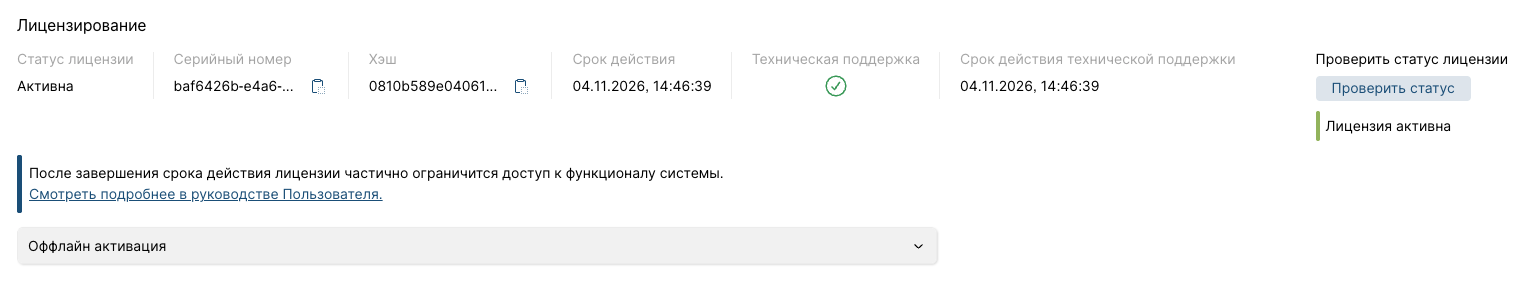 Лицензирование
Статус лицензии Серийный номер Хэш Срок действия Техническая поддержка Срок действия технической поддержки Проверить статус лицензии
Активна baf6426b-e4a6-... 0810b589e04061... 04.11.2026, 14:46:39 04.11.2026, 14:46:39 Проверить статус
Лицензия активна
После завершения срока действия лицензии частично ограничится доступ к функционалу системы.
Смотреть подробнее в руководстве Пользователя.
Оффлайн активация